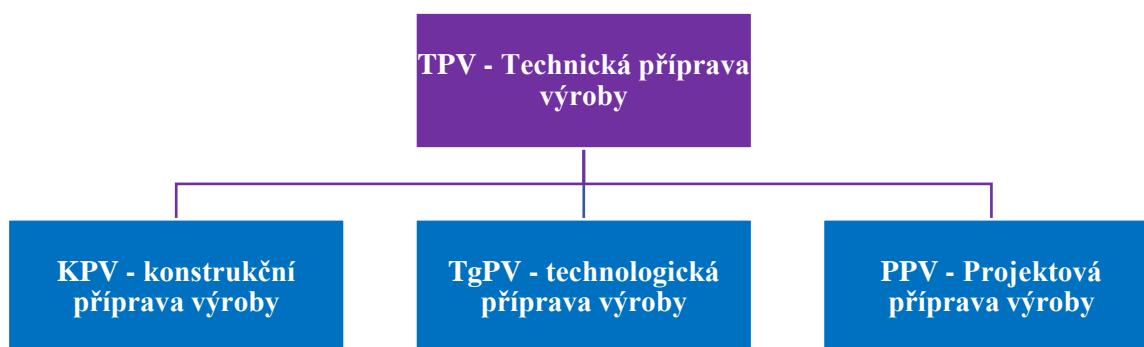 TPV - Technická příprava
výroby
KPV - konstrukční
příprava výroby
TgPV - technologická
příprava výroby
PPV - Projektová
příprava výroby